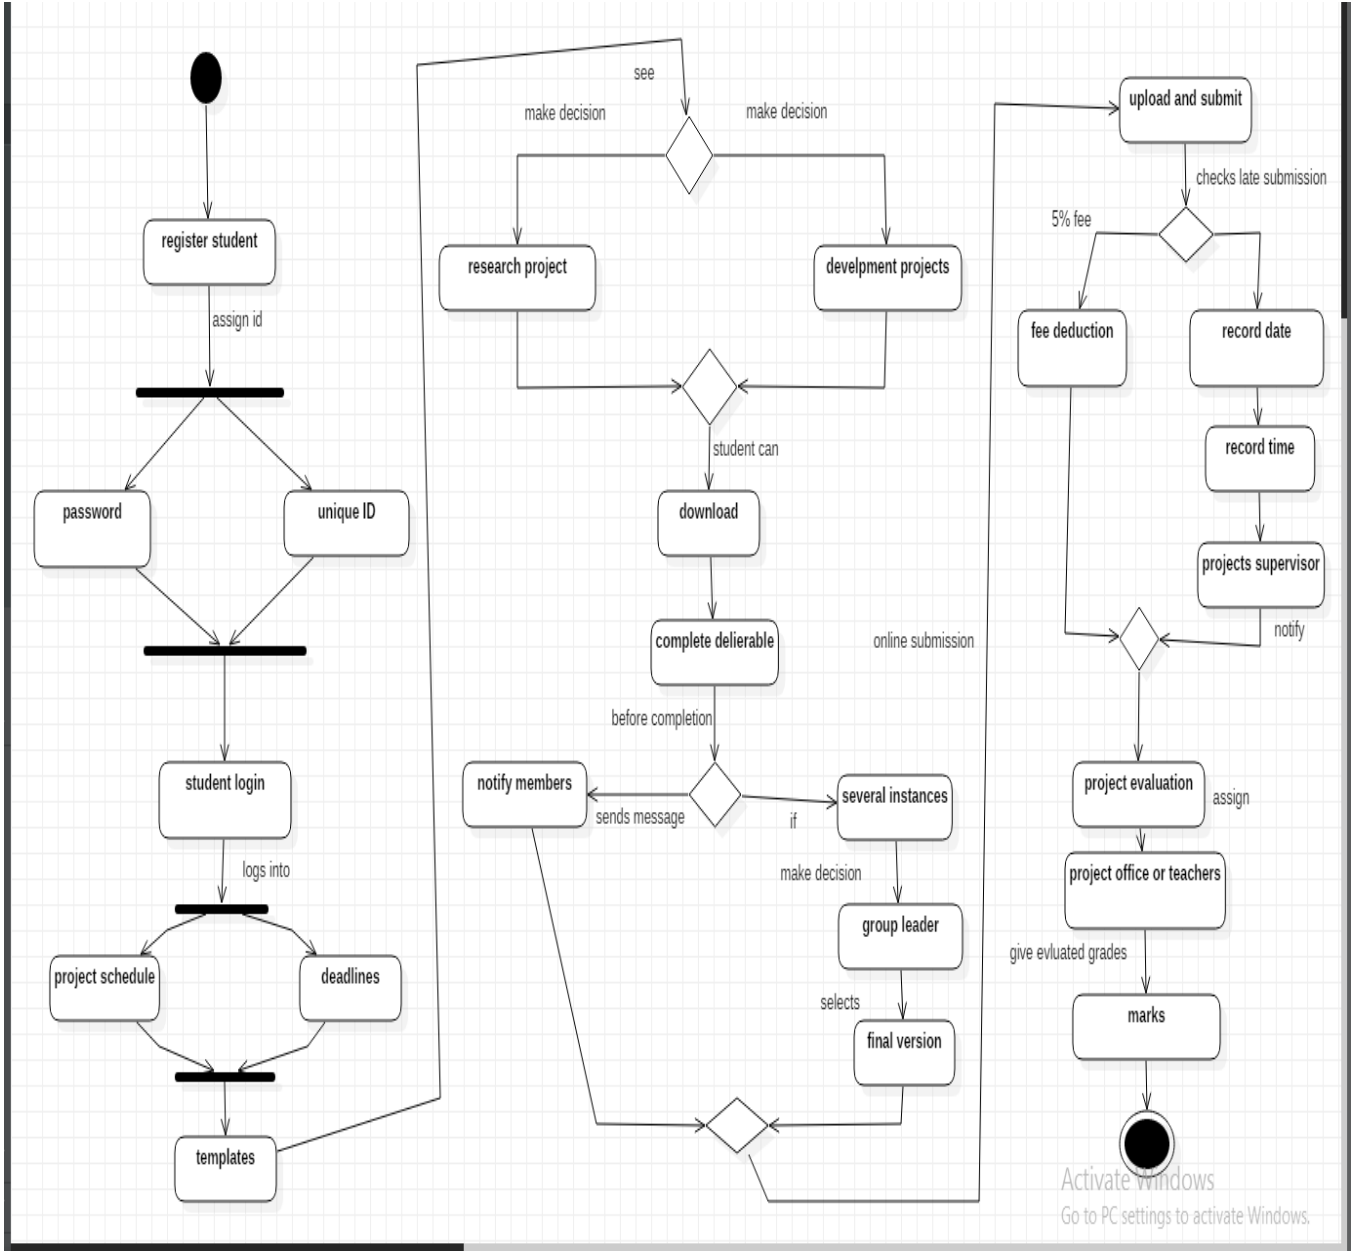 register student
assign id
password
unique ID
student login
logs into
project schedule
deadlines
templates
see
make decision
make decision
research project
develpment projects
student can
download
complete delierable
before completion
notify members
sends message
if
several instances
make decision
group leader
selects
final version
online submission
upload and submit
checks late submission
5% fee
fee deduction
record date
record time
projects supervisor
notify
project evaluation
assign
project office or teachers
give evluated grades
marks
Activate Windows
Go to PC settings to activate Windows.